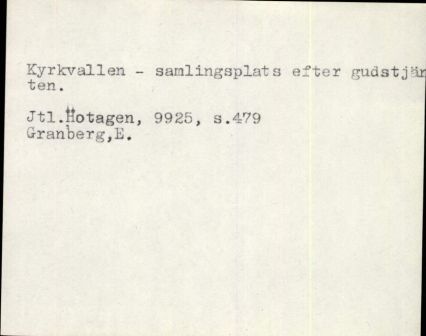 Kyrkvallen - samlingsplats efter gudstjän
ten.
Jtl.Hotagen, 9925, s.479
Granberg,E.